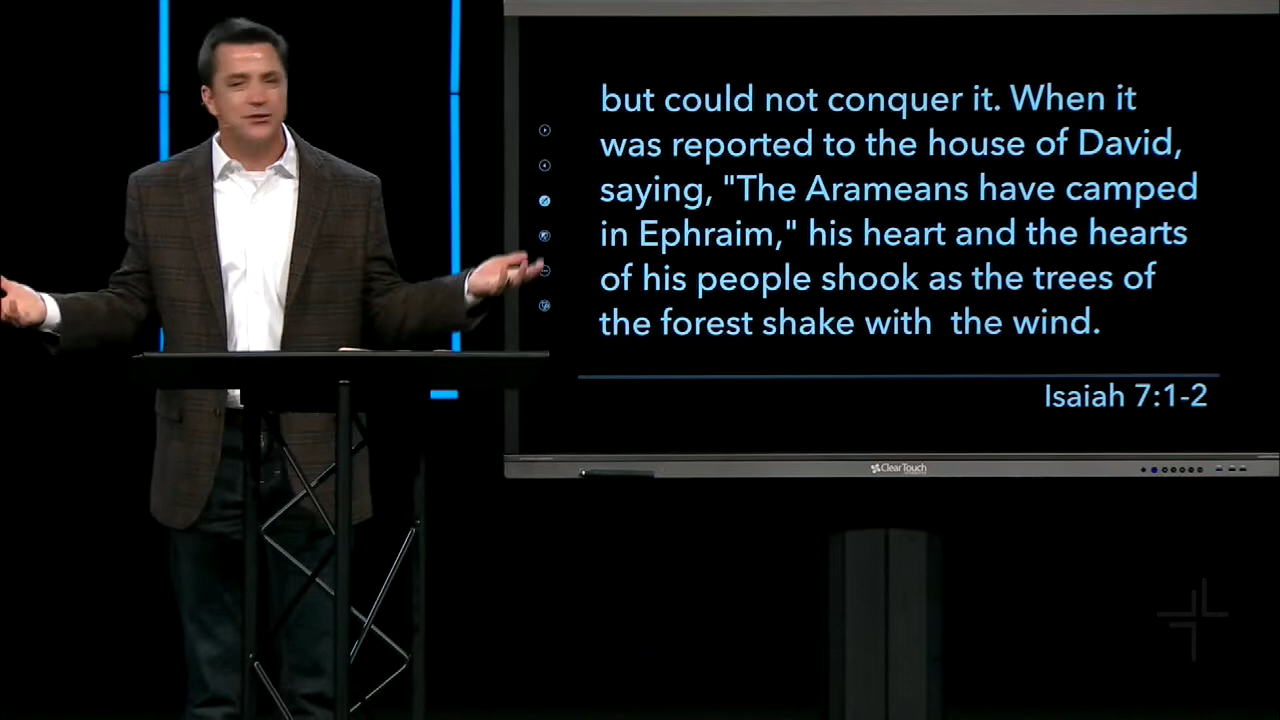 but could not conquer it. When it
was reported to the house of David,
saying, "The Arameans have camped
in Ephraim," his heart and the hearts
of his people shook as the trees of
the forest shake with  the wind.
Isaiah 7:1-2
ClearTouch